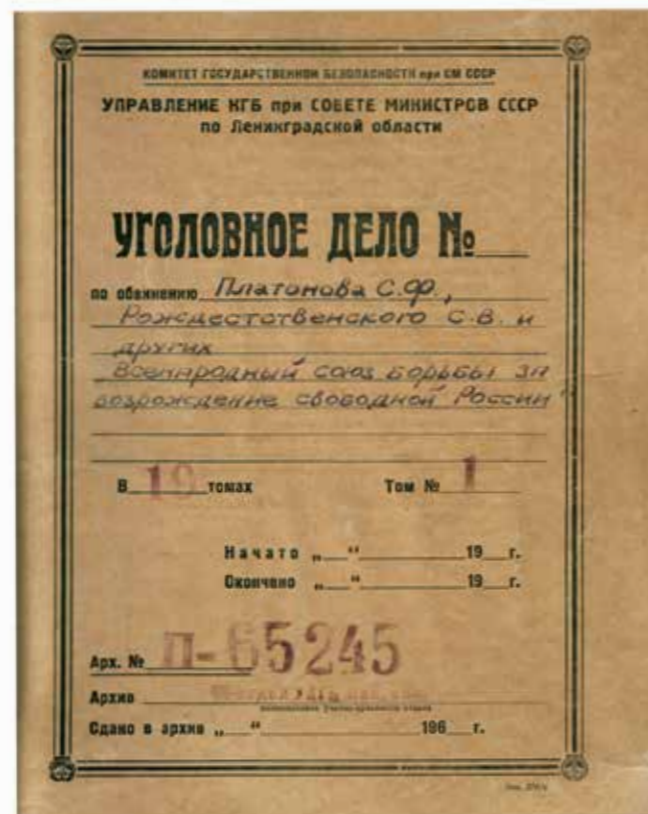 КОМИТЕТ ГОСУДАРСТВЕННОЙ БЕЗОПАСНОСТИ при СМ СССР
УПРАВЛЕНИЕ КГБ при СОВЕТЕ МИНИСТРОВ СССР
по Ленинградской области
УГОЛОВНОЕ ДЕЛО №
по обвинению Платонова С.Ф.,
Рождестственского С.В. и
других
Всенародный союз борьбы за
возрождение свободной России"
В 19 томах Том № 1
Начато „ “ 19 г.
Окончено „ “ 19 г.
Арх. № П-65245
Архив
Сдано в архив „ “ 196 г.